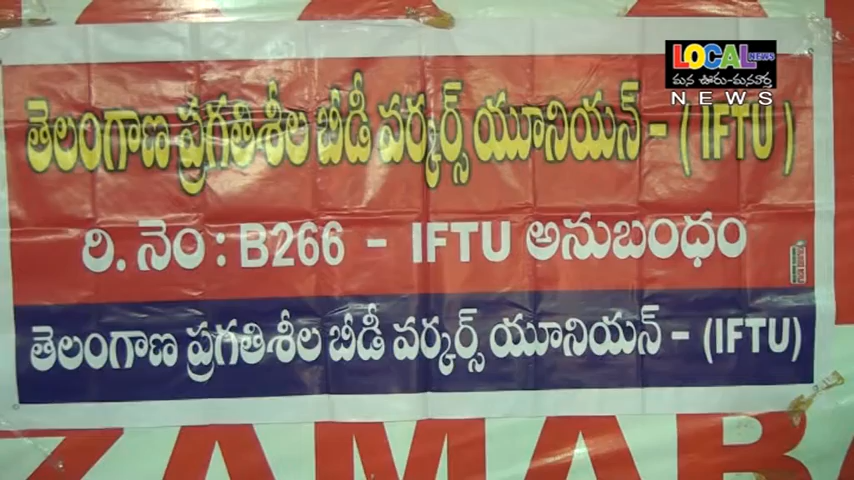 LOCAL NEWS
మన ఊరు-మనవార్త
NEWS
తెలంగాణ ప్రగతిశీల బీడీ వర్కర్స్ యూనియన్ - (IFTU)
రి. నెం : B266 - IFTU అనుబంధం
తెలంగాణ ప్రగతిశీల బీడీ వర్కర్స్ యూనియన్ - (IFTU)
ZAMABA